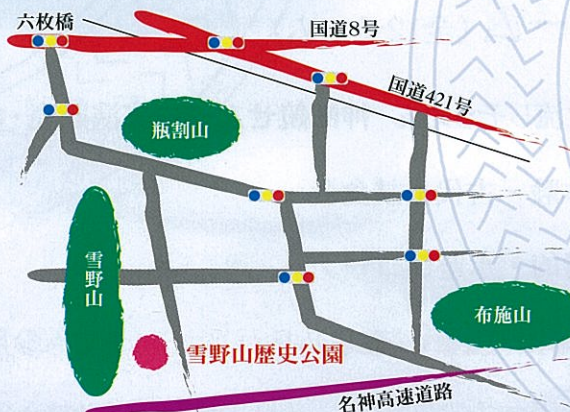 六枚橋
国道8号
国道421号
瓶割山
雪野山
布施山
雪野山歴史公園
名神高速道路